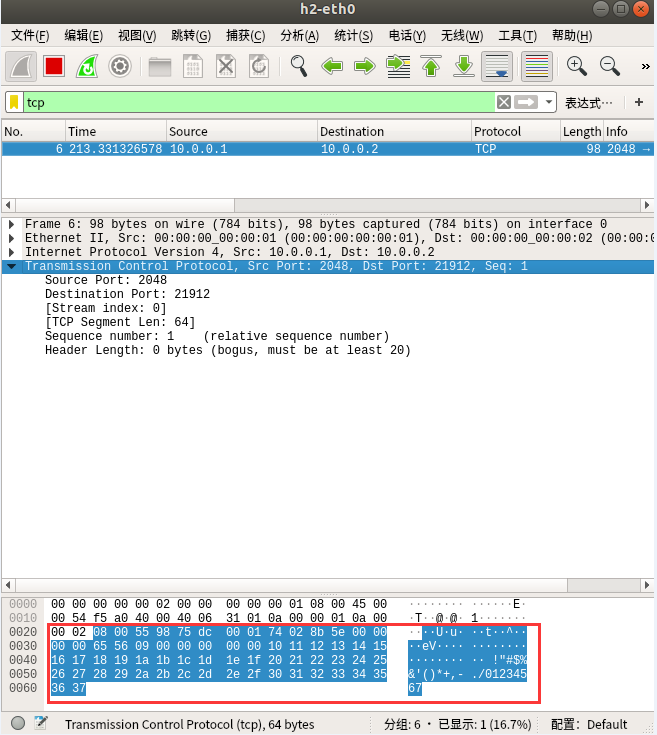 h2-eth0
文件(F) 编辑(E) 视图(V) 跳转(G) 捕获(C) 分析(A) 统计(S) 电话(Y) 无线(W) 工具(T) 帮助(H)
tcp 表达式… +
No. Time Source Destination Protocol Length Info
6 213.331326578 10.0.0.1 10.0.0.2 TCP 98 2048 →
Frame 6: 98 bytes on wire (784 bits), 98 bytes captured (784 bits) on interface 0
Ethernet II, Src: 00:00:00_00:00:01 (00:00:00:00:00:01), Dst: 00:00:00_00:00:02 (00:00:0
Internet Protocol Version 4, Src: 10.0.0.1, Dst: 10.0.0.2
Transmission Control Protocol, Src Port: 2048, Dst Port: 21912, Seq: 1
Source Port: 2048
Destination Port: 21912
[Stream index: 0]
[TCP Segment Len: 64]
Sequence number: 1 (relative sequence number)
Header Length: 0 bytes (bogus, must be at least 20)
0000 00 00 00 00 00 02 00 00 00 00 00 01 08 00 45 00 ········ ······E·
0010 00 54 f5 a0 40 00 40 06 31 01 0a 00 00 01 0a 00 ·T··@·@· 1·······
0020 00 02 08 00 55 98 75 dc 00 01 74 02 8b 5e 00 00 ····U·u· ··t··^··
0030 00 00 65 56 09 00 00 00 00 00 10 11 12 13 14 15 ··eV···· ········
0040 16 17 18 19 1a 1b 1c 1d 1e 1f 20 21 22 23 24 25 ········ ·· !"#$%
0050 26 27 28 29 2a 2b 2c 2d 2e 2f 30 31 32 33 34 35 &'()*+,- ./012345
0060 36 37 67
Transmission Control Protocol (tcp), 64 bytes 分组: 6 · 已显示: 1 (16.7%) 配置: Default